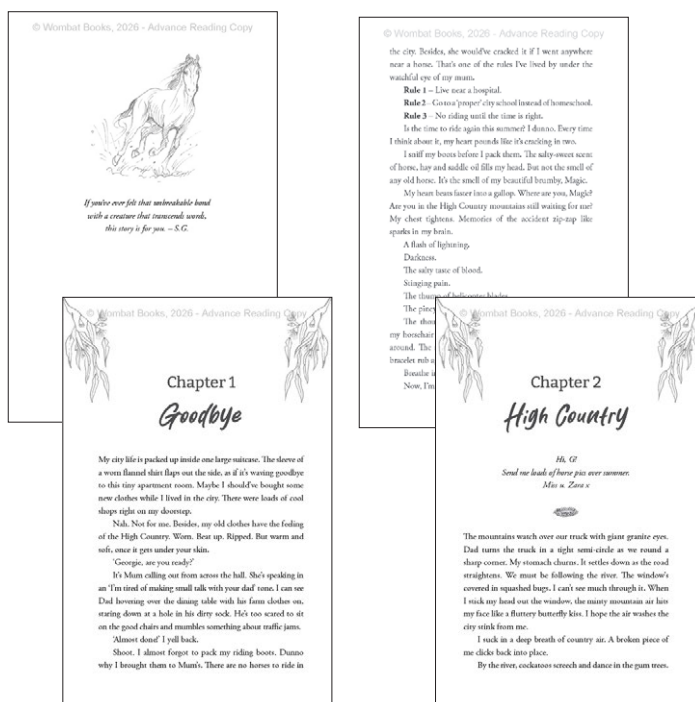 © Wombat Books, 2026 - Advance Reading Copy
If you've ever felt that unbreakable bond
with a creature that transcends words,
this story is for you. – S.G.
© Wombat Books, 2026 - Advance Reading Copy
Chapter 1
Goodbye
My city life is packed up inside one large suitcase. The sleeve of
a worn flannel shirt flaps out the side, as if it's waving goodbye
to this tiny apartment room. Maybe I should've bought some
new clothes while I lived in the city. There were loads of cool
shops right on my doorstep.
Nah. Not for me. Besides, my old clothes have the feeling
of the High Country. Worn. Beat up. Ripped. But warm and
soft, once it gets under your skin.
'Georgie, are you ready?'
It's Mum calling out from across the hall. She's speaking in
an 'I'm tired of making small talk with your dad' tone. I can see
Dad hovering over the dining table with his farm clothes on,
staring down at a hole in his dirty sock. He's too scared to sit
on the good chairs and mumbles something about traffic jams.
'Almost done!' I yell back.
Shoot. I almost forgot to pack my riding boots. Dunno
why I brought them to Mum's. There are no horses to ride in
© Wombat Books, 2026 - Advance Reading Copy
the city. Besides, she would've cracked it if I went anywhere
near a horse. That's one of the rules I've lived by under the
watchful eye of my mum.
Rule 1 – Live near a hospital.
Rule 2 – Go to a 'proper' city school instead of homeschool.
Rule 3 – No riding until the time is right.
Is the time to ride again this summer? I dunno. Every time
I think about it, my heart pounds like it's cracking in two.
I sniff my boots before I pack them. The salty-sweet scent
of horse, hay and saddle oil fills my head. But not the smell of
any old horse. It's the smell of my beautiful brumby, Magic.
My heart beats faster into a gallop. Where are you, Magic?
Are you in the High Country mountains still waiting for me?
My chest tightens. Memories of the accident zip-zap like
sparks in my brain.
A flash of lightning.
Darkness.
The salty taste of blood.
Stinging pain.
The thump of helicopter blades
The piney
The
my horsehair
around. The
bracelet rub a
Breathe i
Now, I'm
© Wombat Books, 2026 - Advance Reading Copy
Chapter 2
High Country
Hi, G!
Send me loads of horse pics over summer.
Miss u. Zara x
The mountains watch over our truck with giant granite eyes.
Dad turns the truck in a tight semi-circle as we round a
sharp corner. My stomach churns. It settles down as the road
straightens. We must be following the river. The window's
covered in squashed bugs. I can't see much through it. When
I stick my head out the window, the minty mountain air hits
my face like a fluttery butterfly kiss. I hope the air washes the
city stink from me.
I suck in a deep breath of country air. A broken piece of
me clicks back into place.
By the river, cockatoos screech and dance in the gum trees.